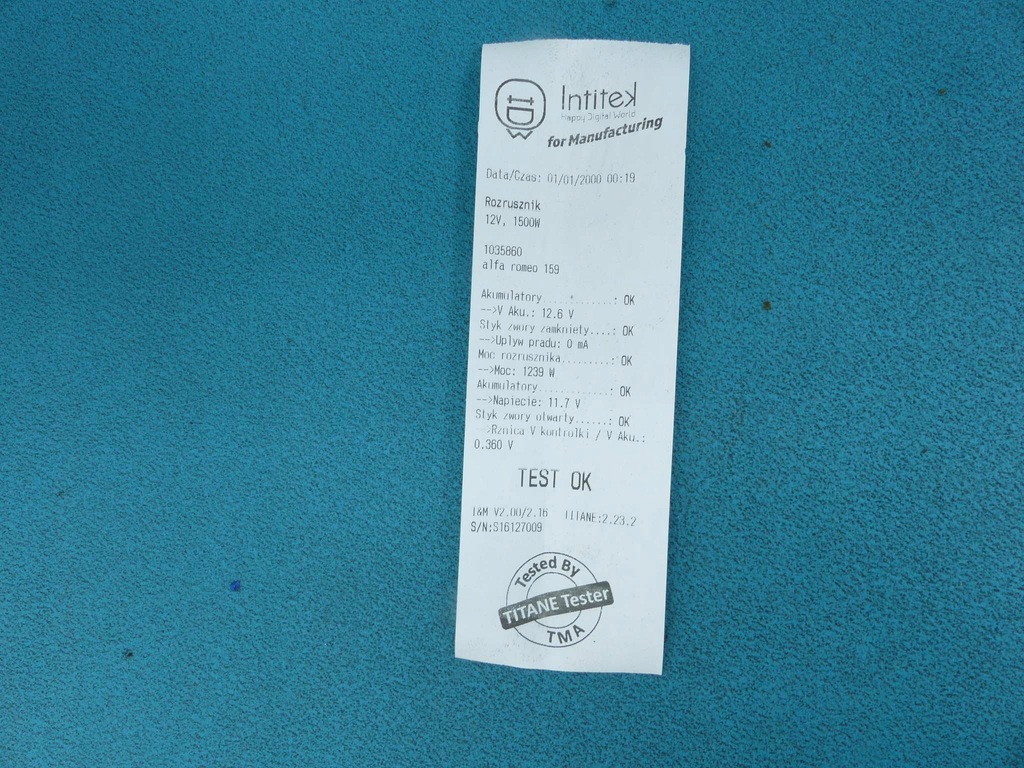 Intitek
Happy Digital World
for Manufacturing
Data/Czas: 01/01/2000 00:19
Rozrusznik
12V, 1500W
1035860
alfa romeo 159
Akumulatory...........: OK
-->V Aku.: 12.6 V
Styk zwory zamkniety....: OK
-->Uplyw pradu: 0 mA
Moc rozrusznika.........: OK
-->Moc: 1239 W
Akumulatory.............: OK
-->Napiecie: 11.7 V
Styk zwory otwarty......: OK
-->Rznica V kontrolki / V Aku.:
0.360 V
TEST OK
I&M V2.00/2.16 TITANE:2.23.2
S/N:S16127009
Tested By
TITANE Tester
TMA